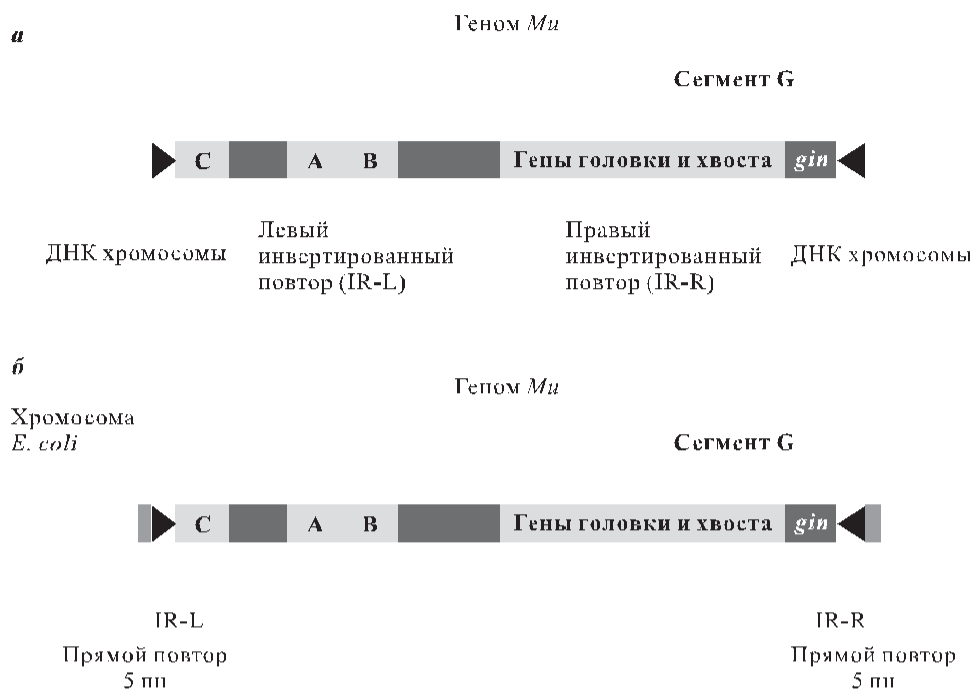 а
Геном Mu
Сегмент G
C A B Гены головки и хвоста gin
ДНК хромосомы
Левый
инвертированный
повтор (IR-L)
Правый
инвертированный
повтор (IR-R)
ДНК хромосомы
б
Геном Mu
Хромосома
E. coli
Сегмент G
C A B Гены головки и хвоста gin
IR-L
IR-R
Прямой повтор
5 пн
Прямой повтор
5 пн